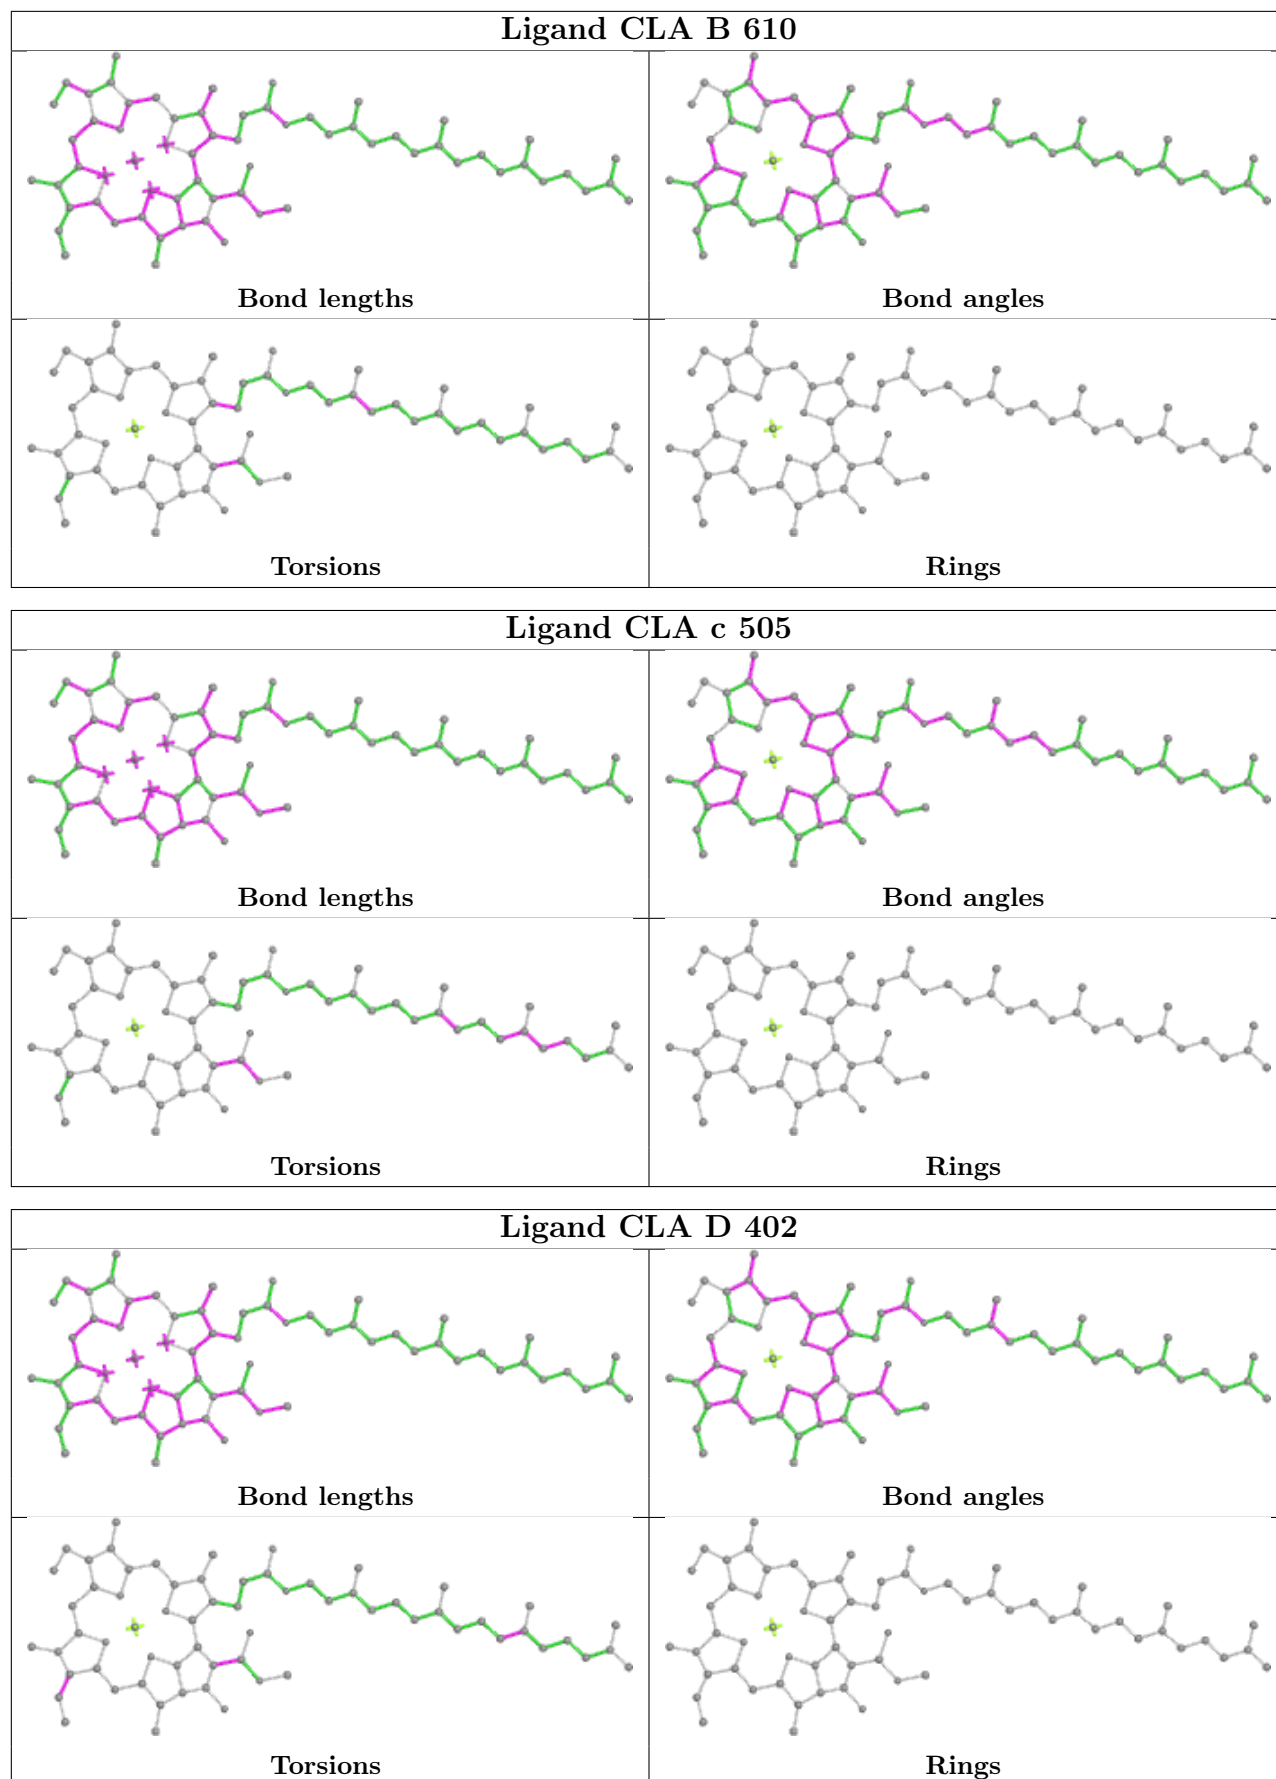 Ligand CLA B 610
Bond lengths
Bond angles
Torsions
Rings
Ligand CLA c 505
Bond lengths
Bond angles
Torsions
Rings
Ligand CLA D 402
Bond lengths
Bond angles
Torsions
Rings